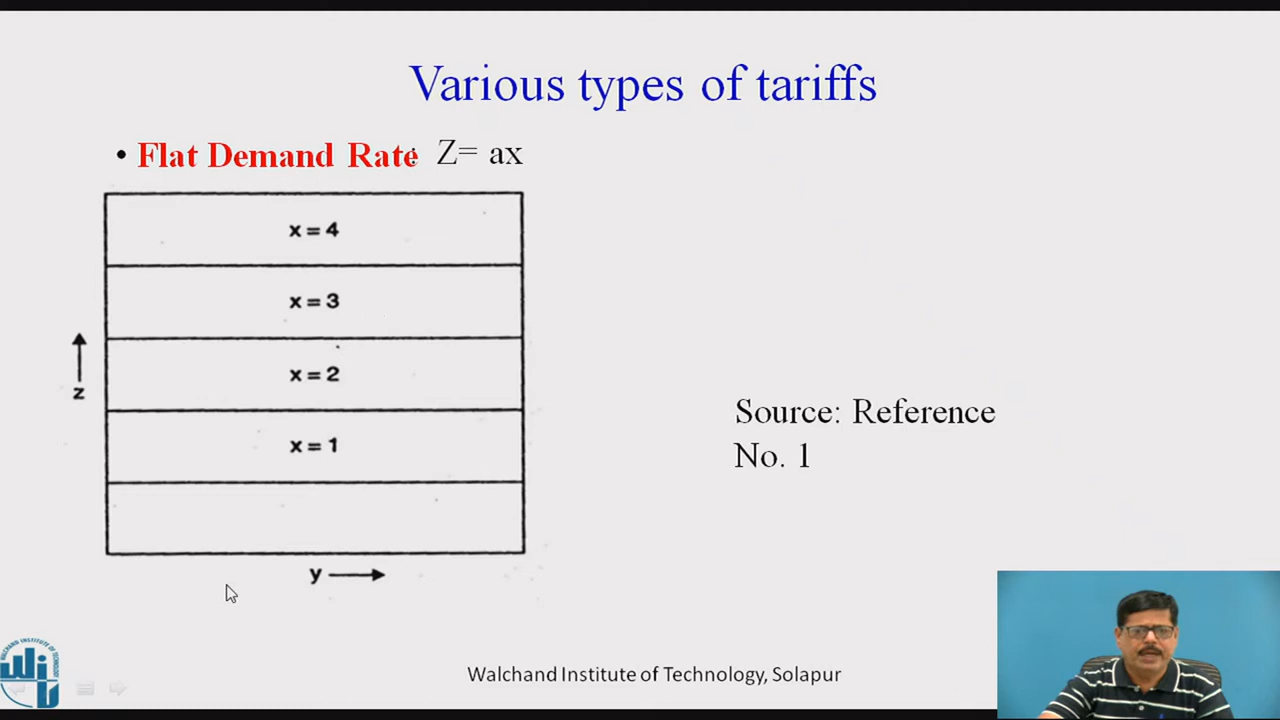 Various types of tariffs
• Flat Demand Rate : Z= ax
x = 4
x = 3
x = 2
x = 1
z
y
Source: Reference
No. 1
Walchand Institute of Technology, Solapur